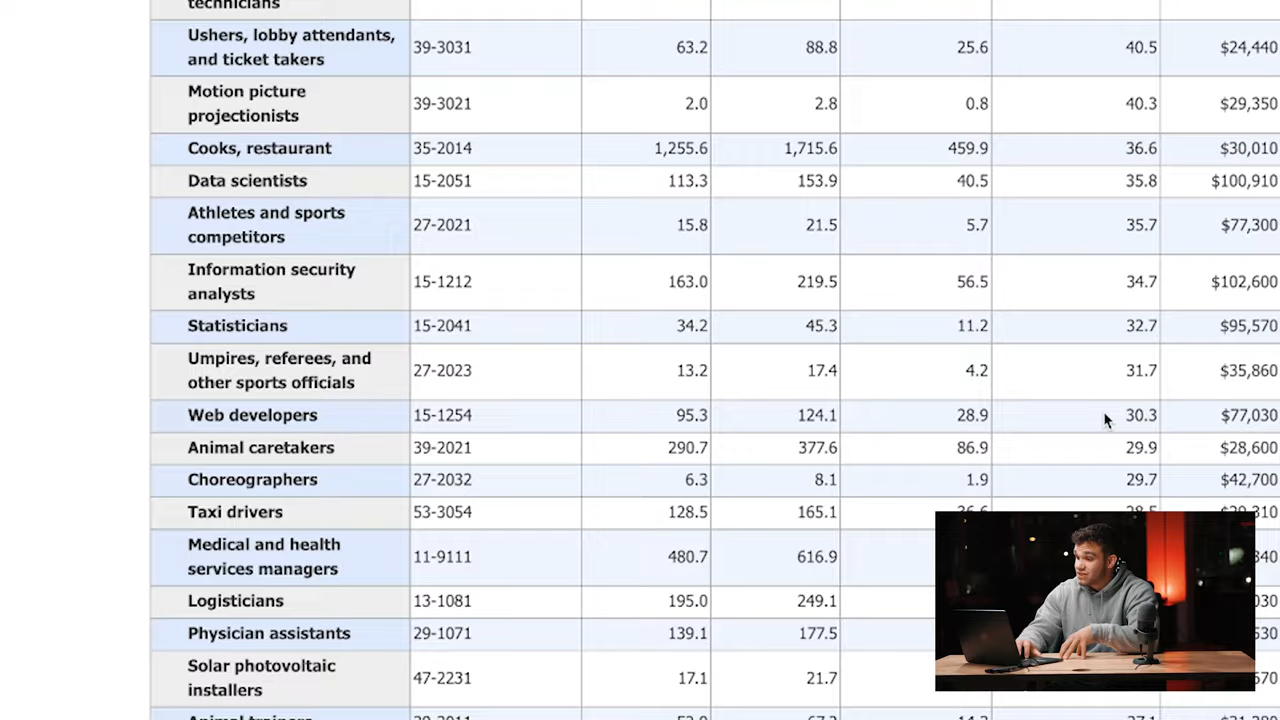 technicians
Ushers, lobby attendants,
and ticket takers 39-3031 63.2 88.8 25.6 40.5 $24,440
Motion picture
projectionists 39-3021 2.0 2.8 0.8 40.3 $29,350
Cooks, restaurant 35-2014 1,255.6 1,715.6 459.9 36.6 $30,010
Data scientists 15-2051 113.3 153.9 40.5 35.8 $100,910
Athletes and sports
competitors 27-2021 15.8 21.5 5.7 35.7 $77,300
Information security
analysts 15-1212 163.0 219.5 56.5 34.7 $102,600
Statisticians 15-2041 34.2 45.3 11.2 32.7 $95,570
Umpires, referees, and
other sports officials 27-2023 13.2 17.4 4.2 31.7 $35,860
Web developers 15-1254 95.3 124.1 28.9 30.3 $77,030
Animal caretakers 39-2021 290.7 377.6 86.9 29.9 $28,600
Choreographers 27-2032 6.3 8.1 1.9 29.7 $42,700
Taxi drivers 53-3054 128.5 165.1
Medical and health
services managers 11-9111 480.7 616.9
Logisticians 13-1081 195.0 249.1
Physician assistants 29-1071 139.1 177.5
Solar photovoltaic
installers 47-2231 17.1 21.7